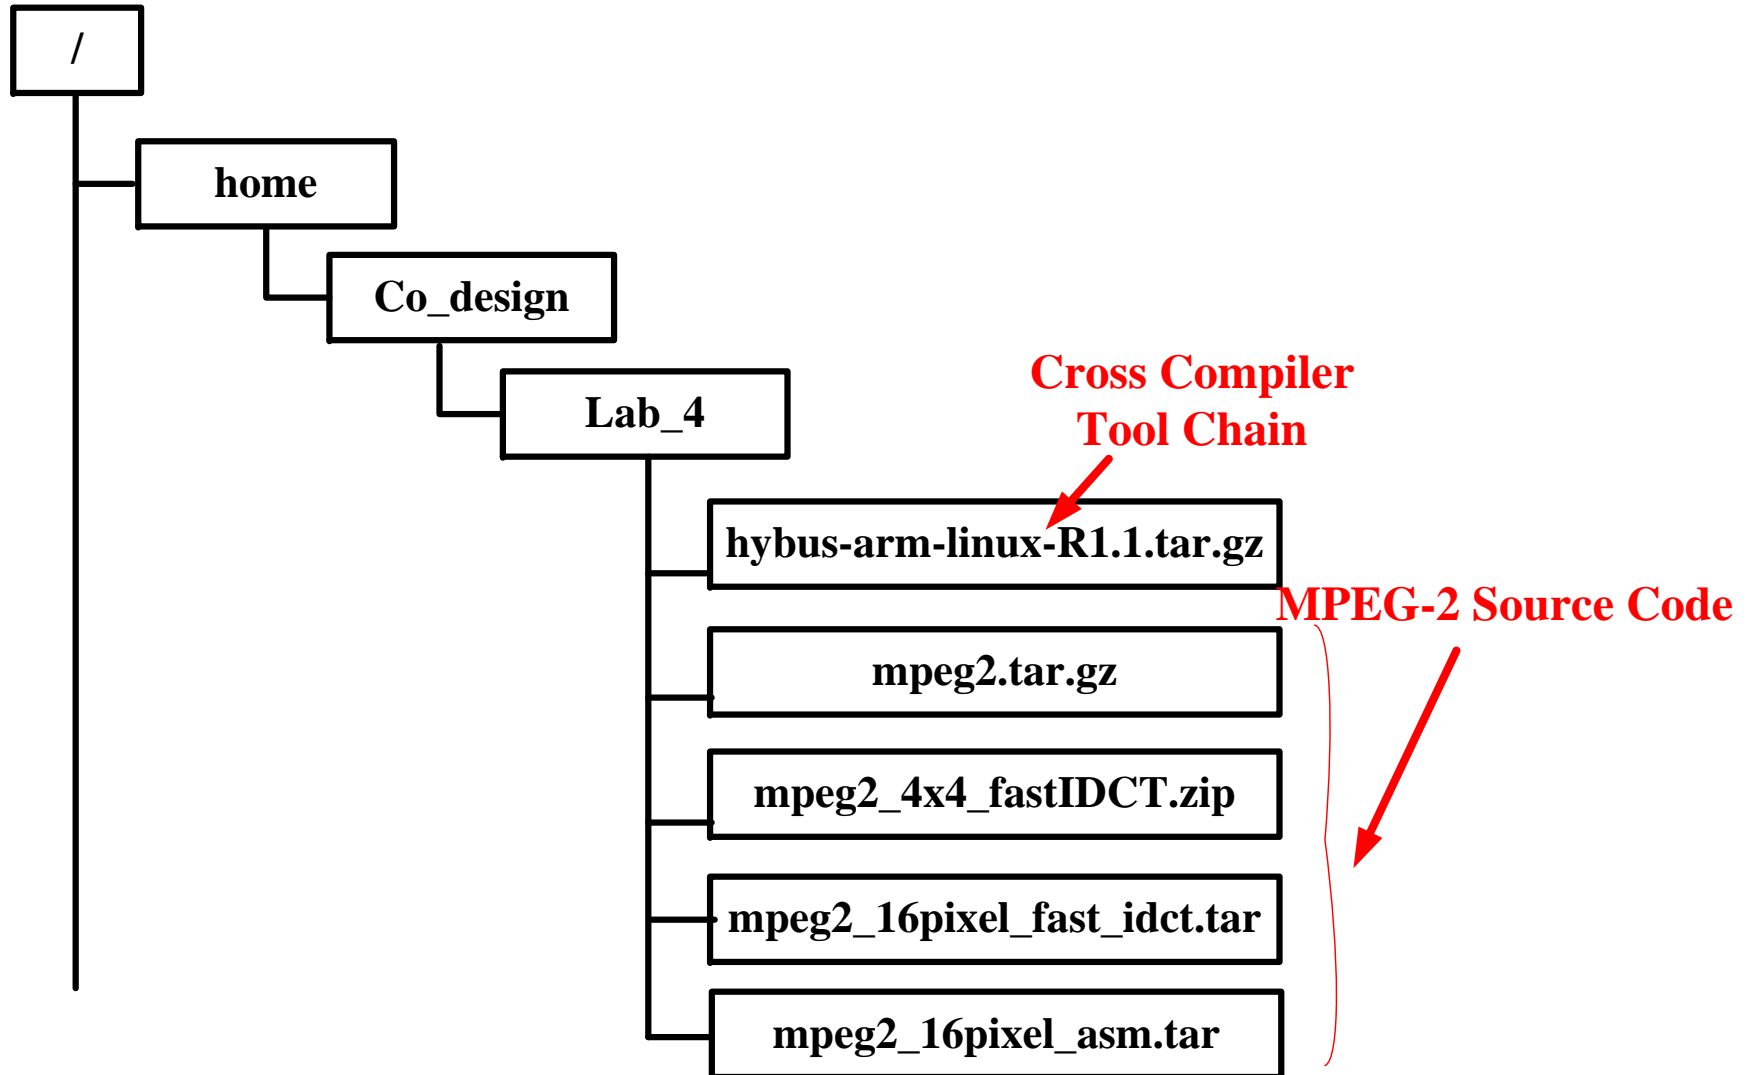 /
home
Co_design
Lab_4
Cross Compiler
Tool Chain
hybus-arm-linux-R1.1.tar.gz
MPEG-2 Source Code
mpeg2.tar.gz
mpeg2_4x4_fastIDCT.zip
mpeg2_16pixel_fast_idct.tar
mpeg2_16pixel_asm.tar